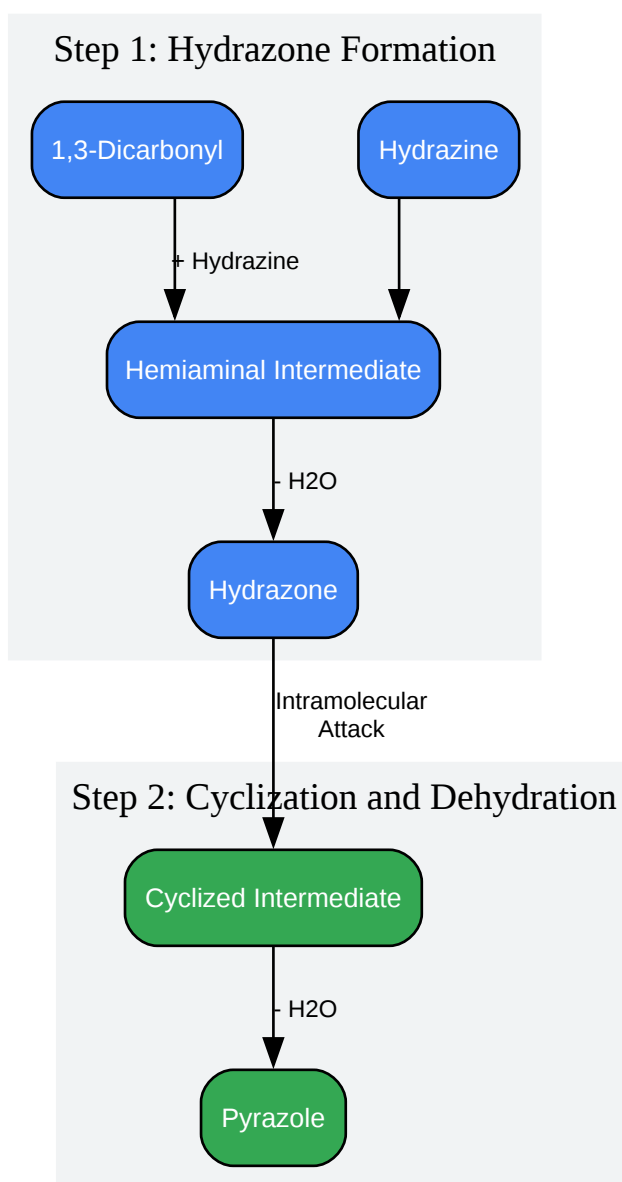 Step 1: Hydrazone Formation
1,3-Dicarbonyl
Hydrazine
+ Hydrazine
Hemiaminal Intermediate
- H2O
Hydrazone
Intramolecular
Attack
Step 2: Cyclization and Dehydration
Cyclized Intermediate
- H2O
Pyrazole